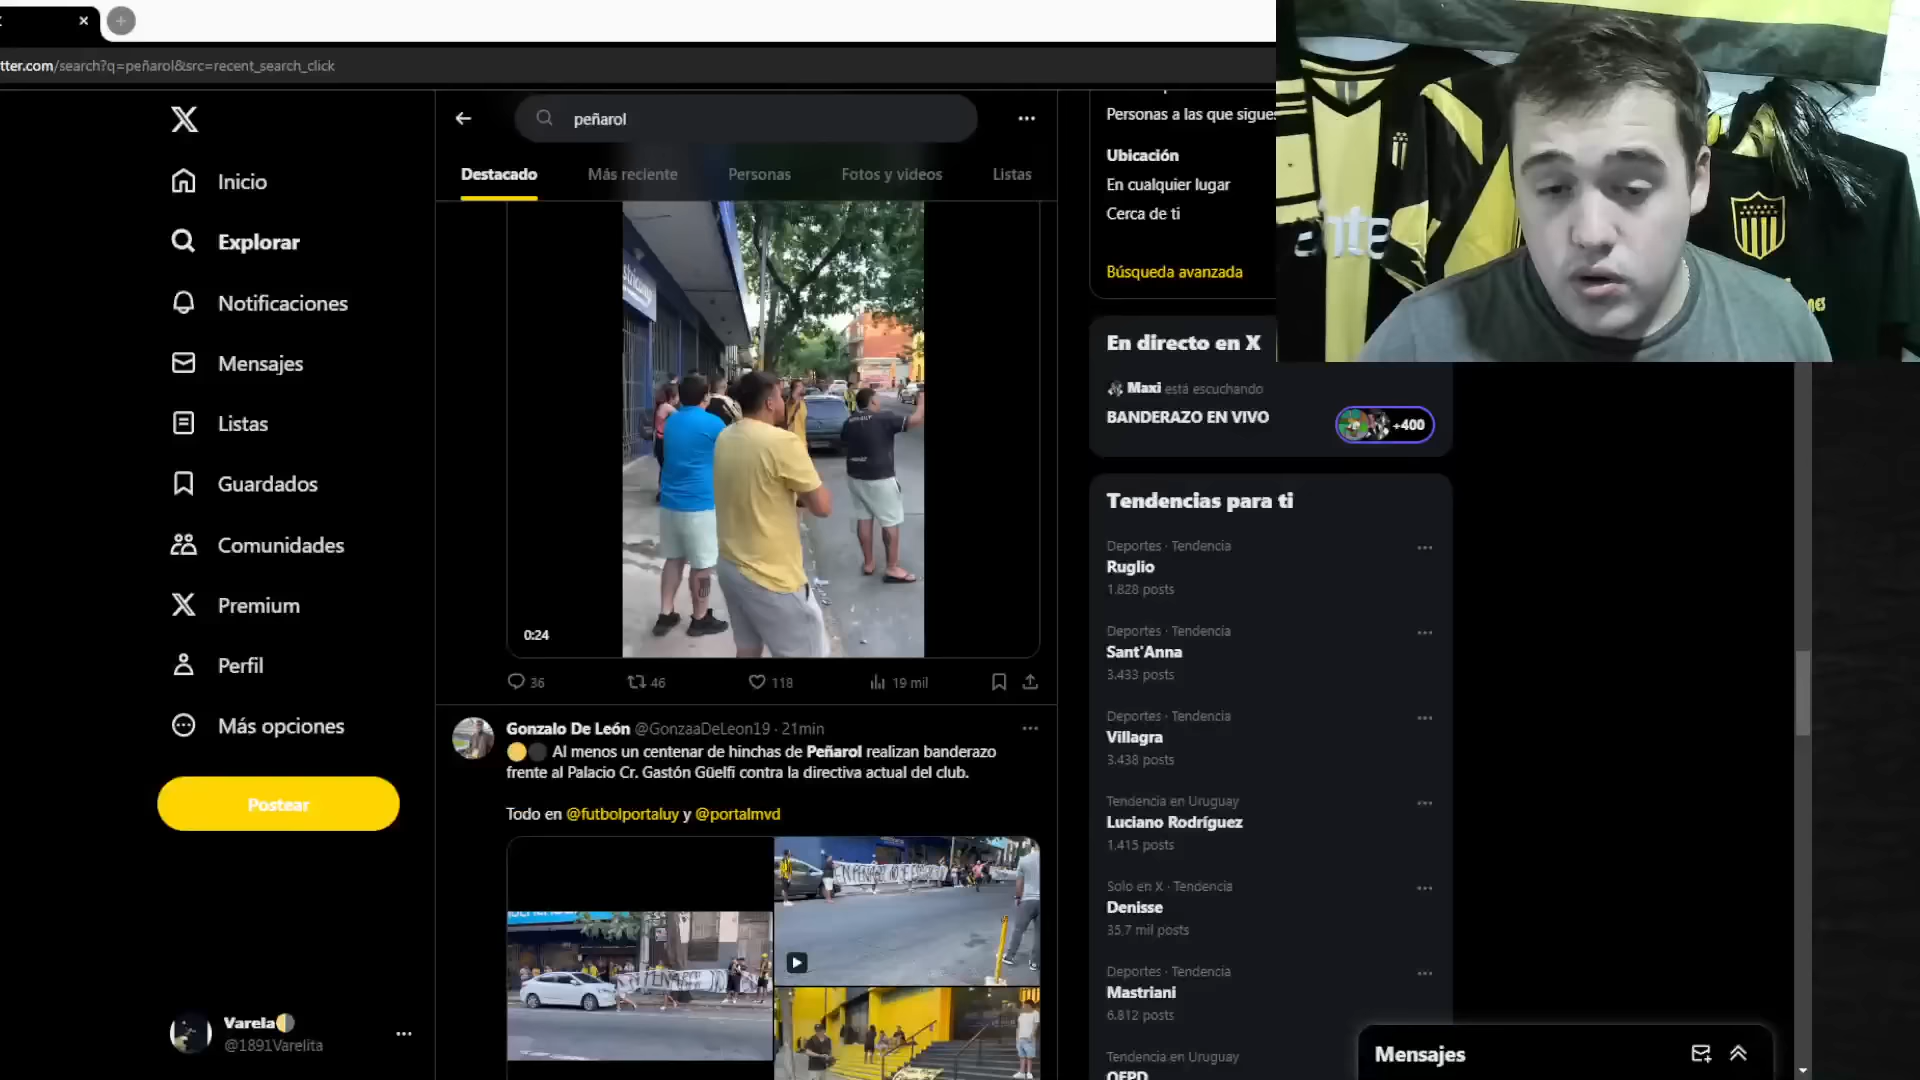 tter.com/search?q=peñarol&src=recent_search_click
peñarol
Destacado
Más reciente
Personas
Fotos y videos
Listas
Inicio
Explorar
Notificaciones
Mensajes
Listas
Guardados
Comunidades
Premium
Perfil
Más opciones
Postear
Varela
@1891Varelita
0:24
36
46
118
19 mil
Gonzalo De León @GonzaaDeLeon19 · 21min
Al menos un centenar de hinchas de Peñarol realizan banderazo
frente al Palacio Cr. Gastón Güelfi contra la directiva actual del club.
Todo en @futbolportaluy y @portalmvd
Personas a las que sigues
Ubicación
En cualquier lugar
Cerca de ti
Búsqueda avanzada
En directo en X
Maxi está escuchando
BANDERAZO EN VIVO
+400
Tendencias para ti
Deportes · Tendencia
Ruglio
1.828 posts
Deportes · Tendencia
Sant'Anna
3.433 posts
Deportes · Tendencia
Villagra
3.438 posts
Tendencia en Uruguay
Luciano Rodríguez
1.415 posts
Solo en X · Tendencia
Denisse
35,7 mil posts
Deportes · Tendencia
Mastriani
6.812 posts
Tendencia en Uruguay
OFPD
Mensajes